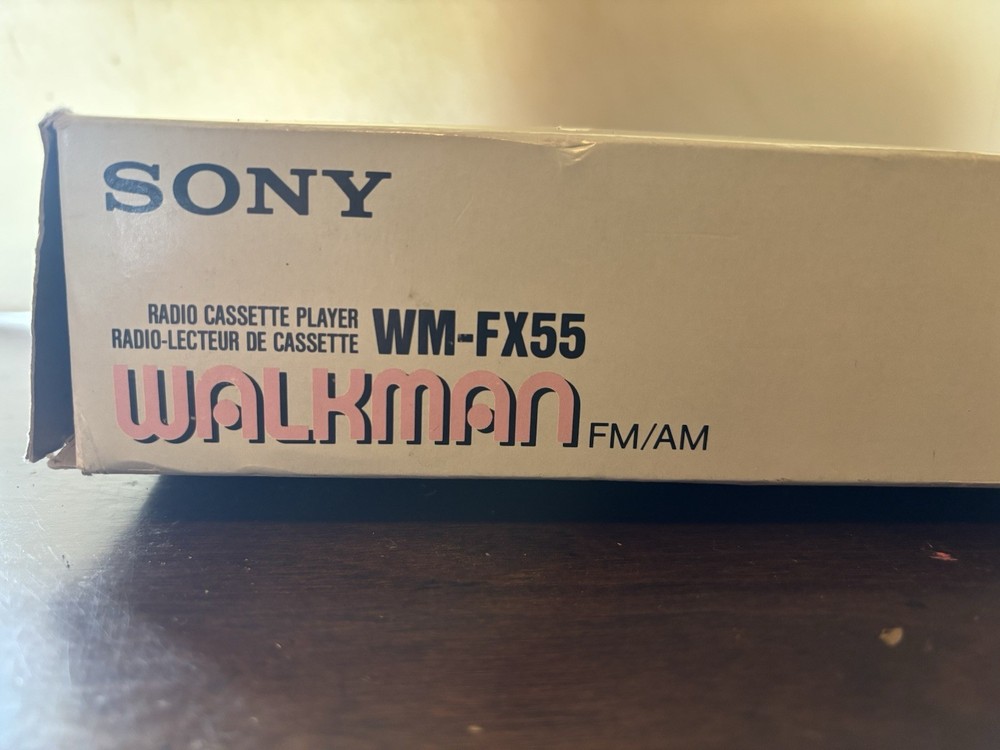 SONY
RADIO CASSETTE PLAYER
RADIO-LECTEUR DE CASSETTE
WM-FX55
WALKMAN FM/AM